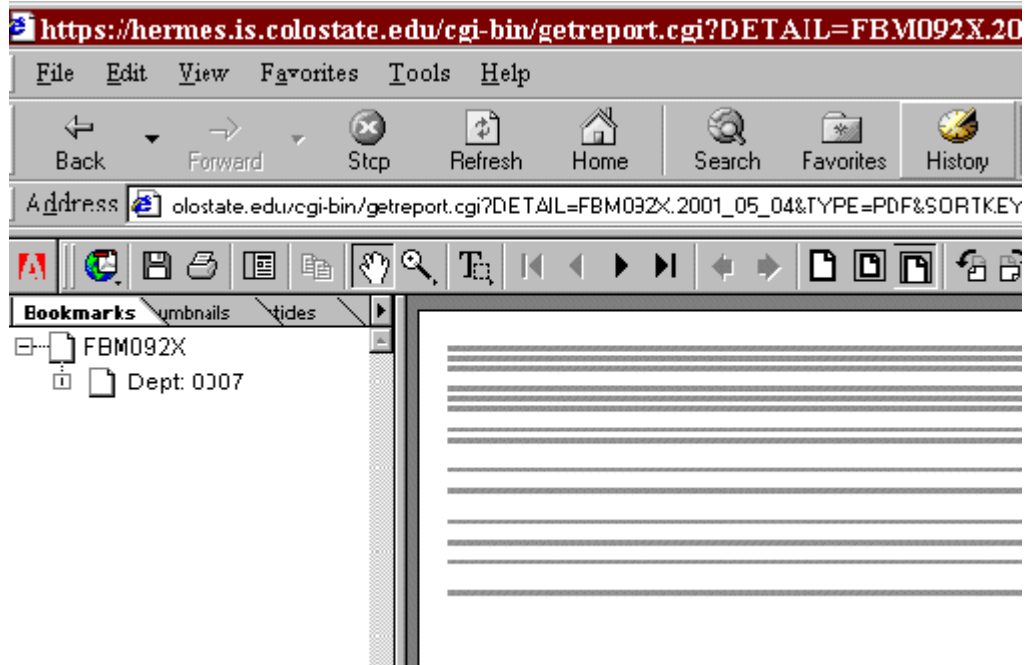 https://hermes.is.colostate.edu/cgi-bin/getreport.cgi?DETAIL=FBM092X.20
File Edit View Favorites Tools Help
Back Forward Stop Refresh Home Search Favorites History
Address olostate.edu/cgi-bin/getreport.cgi?DETAIL=FBM092X.2001_05_04&TYPE=PDF&SORTKEY
Bookmarks umbnails tides
FBM092X
Dept: 0007